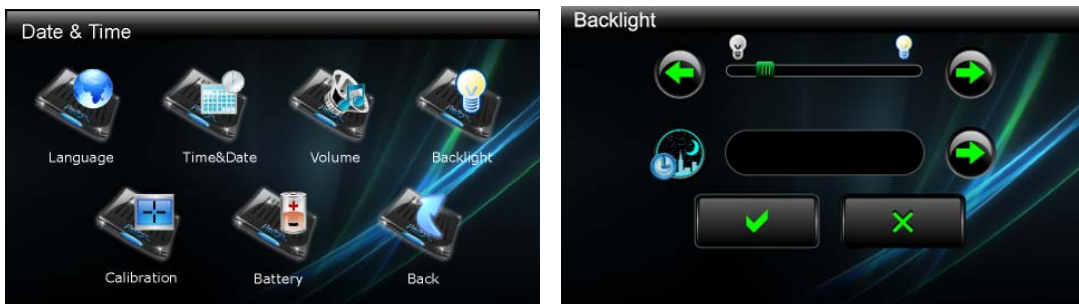 Date & Time
Language
Time&Date
Volume
Backlight
Calibration
Battery
Back
Backlight